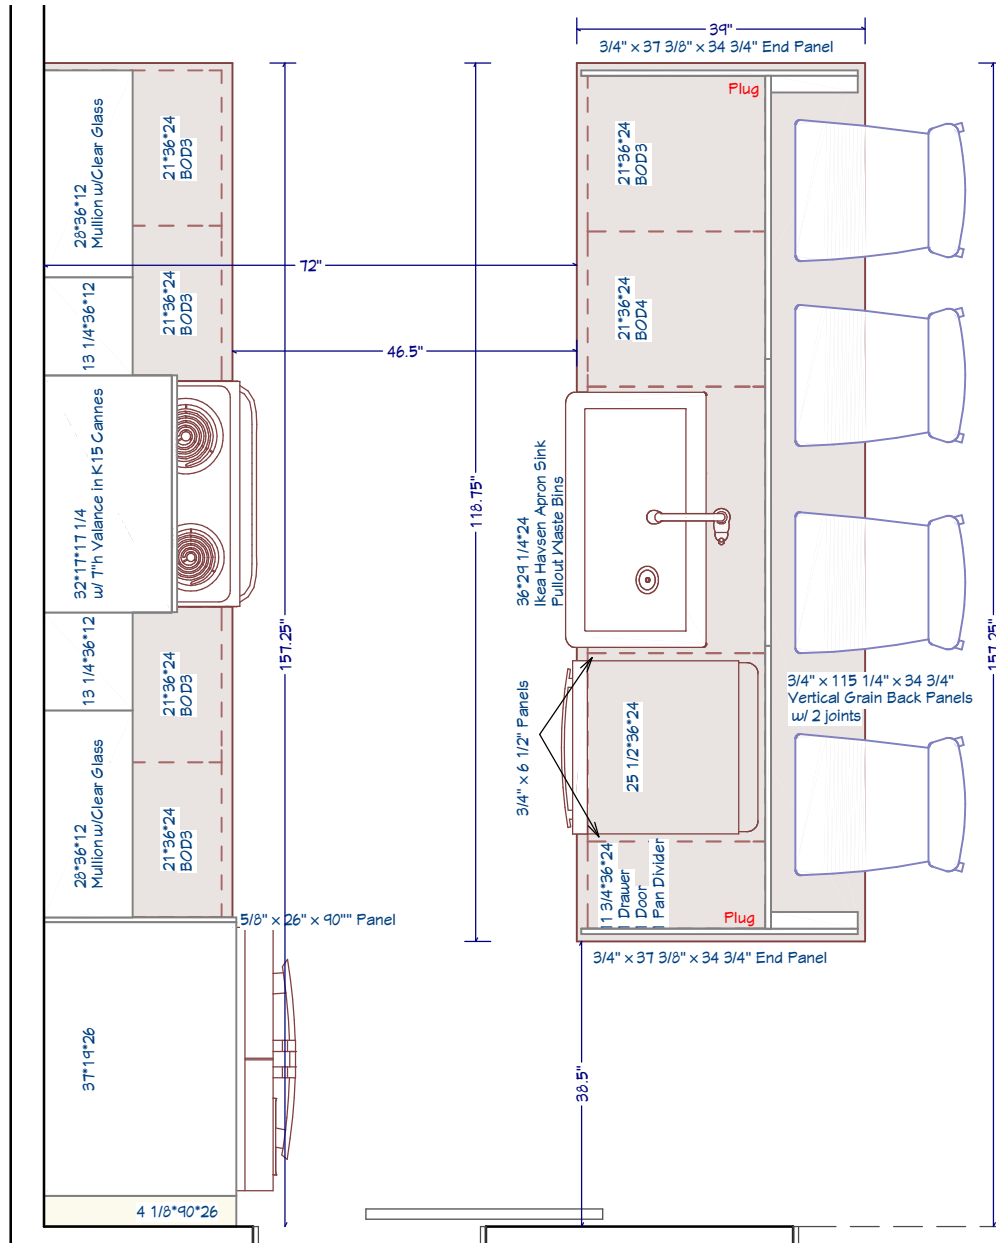 39"
3/4" x 37 3/8" x 34 3/4" End Panel
Plug
28*36*12
Mullion w/Clear Glass
21*36*24
BOD3
21*36*24
BOD3
72"
13 1/4*36*12
21*36*24
BOD3
21*36*24
BOD4
46.5"
32*17*17 1/4
w/ 7"h Valance in K15 Cannes
118.75"
36*29 1/4*24
Ikea Havsen Apron Sink
Pullout Waste Bins
157.25"
157.25"
13 1/4*36*12
21*36*24
BOD3
3/4" x 6 1/2" Panels
25 1/2*36*24
3/4" x 115 1/4" x 34 3/4"
Vertical Grain Back Panels
w/ 2 joints
28*36*12
Mullion w/Clear Glass
21*36*24
BOD3
11 3/4*36*24
1 Drawer
1 Door
1 Pan Divider
Plug
5/8" x 26" x 90"" Panel
3/4" x 37 3/8" x 34 3/4" End Panel
37*19*26
38.5"
4 1/8*90*26